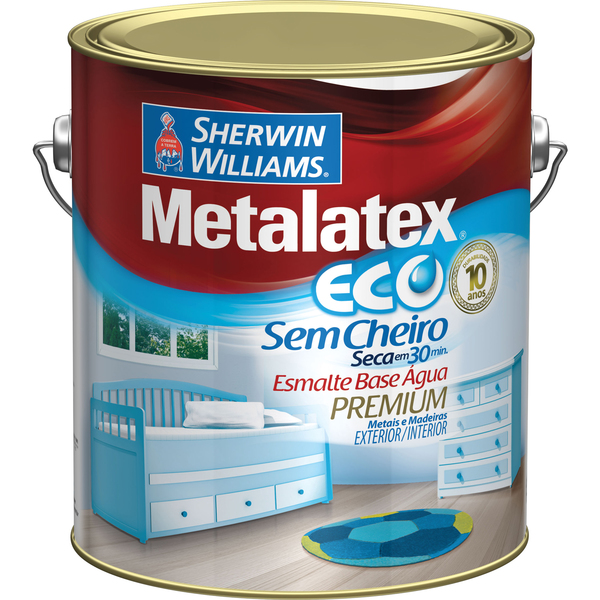 SHERWIN
WILLIAMS®
Metalatex®
ECO
DURABILIDADE
10
anos
Sem Cheiro
Seca em 30 min.
Esmalte Base Água
PREMIUM
Metais e Madeiras
EXTERIOR/INTERIOR